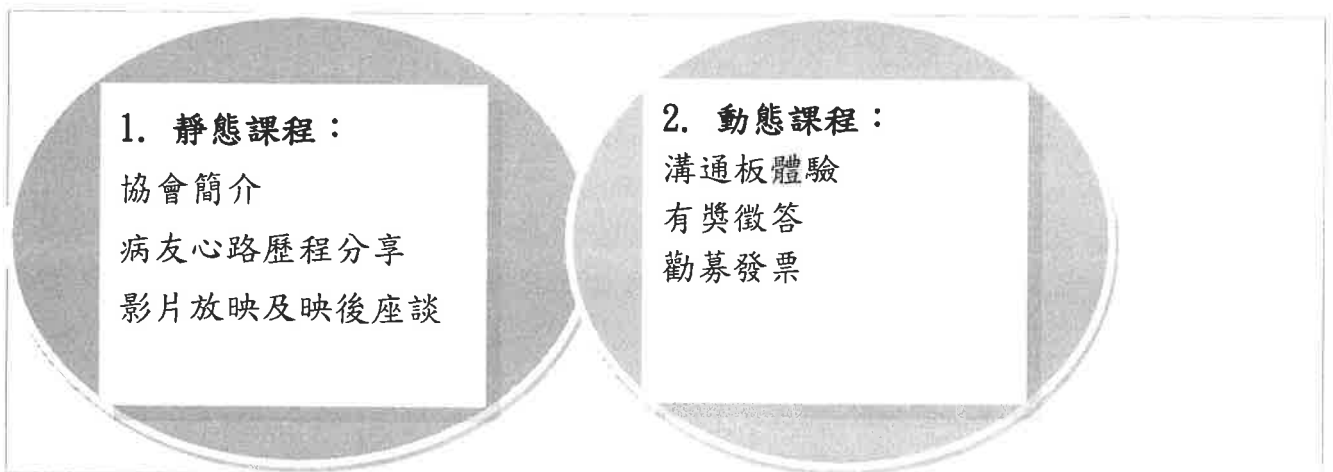 1. 靜態課程：
協會簡介
病友心路歷程分享
影片放映及映後座談
2. 動態課程：
溝通板體驗
有獎徵答
勸募發票